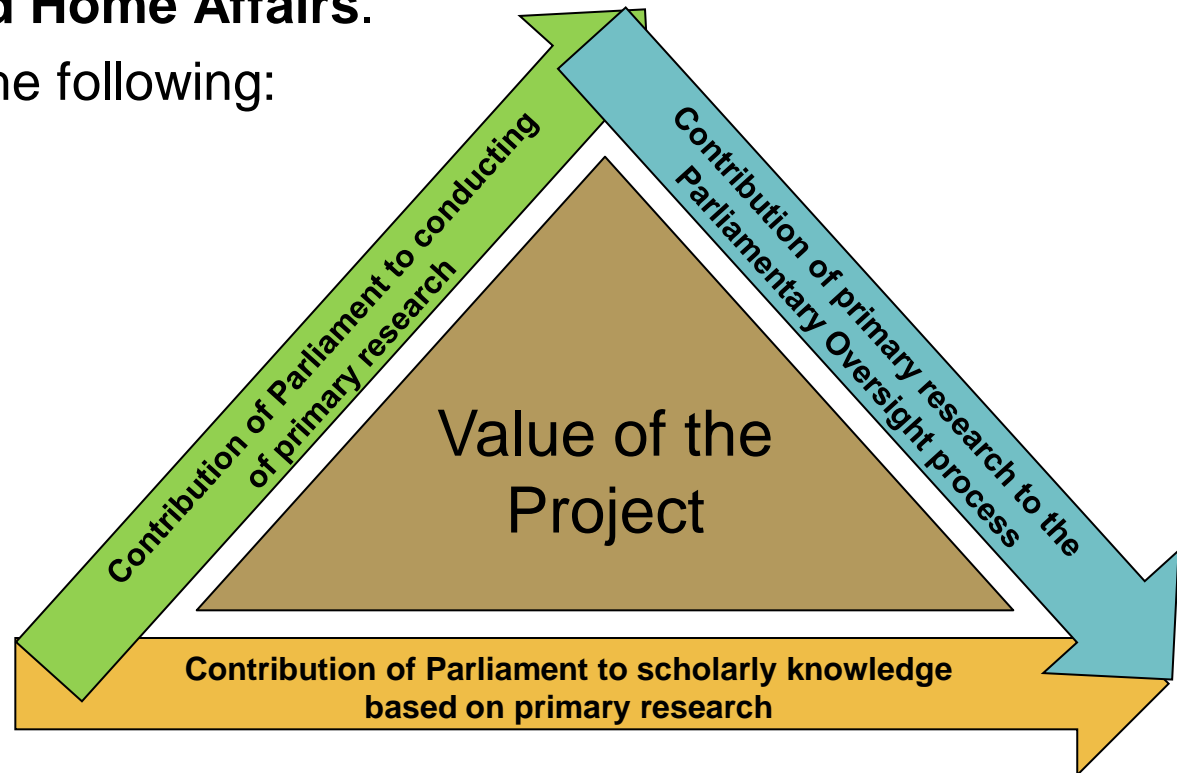 d Home Affairs.
he following:
Contribution of Parliament to conducting
of primary research
Contribution of primary research to the
Parliamentary Oversight process
Value of the
Project
Contribution of Parliament to scholarly knowledge
based on primary research